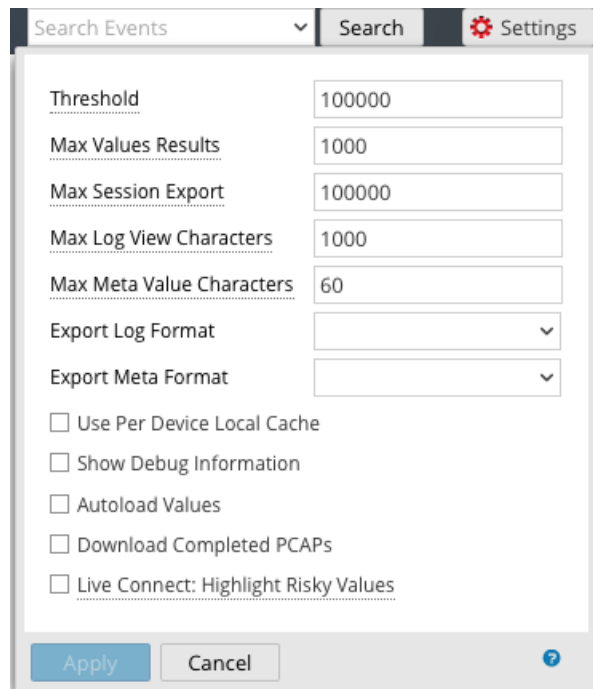 Search Events Search Settings
Threshold 100000
Max Values Results 1000
Max Session Export 100000
Max Log View Characters 1000
Max Meta Value Characters 60
Export Log Format
Export Meta Format
Use Per Device Local Cache
Show Debug Information
Autoload Values
Download Completed PCAPs
Live Connect: Highlight Risky Values
Apply Cancel ?